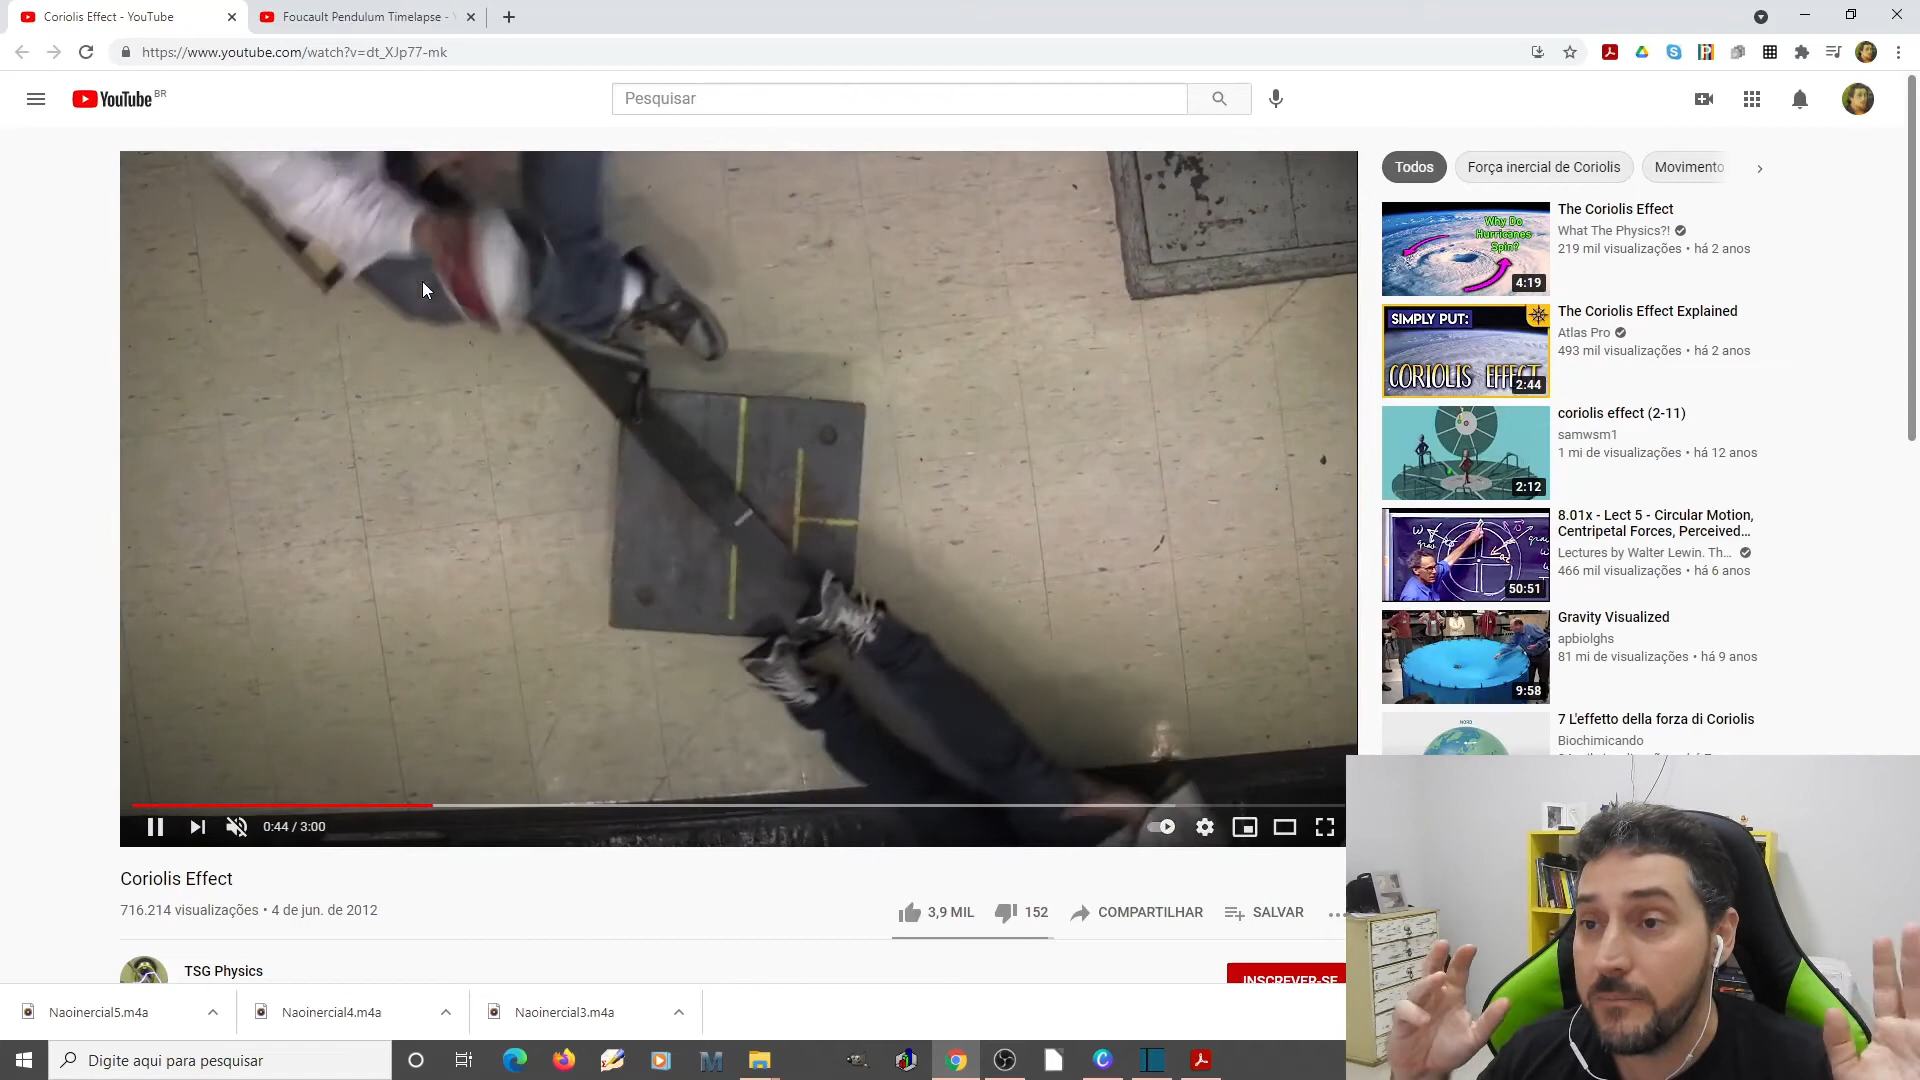 Coriolis Effect - YouTube
Foucault Pendulum Timelapse -
https://www.youtube.com/watch?v=dt_XJp77-mk
YouTube BR
Pesquisar
Todos
Força inercial de Coriolis
Movimento
Why Do Hurricanes Spin?
4:19
The Coriolis Effect
What The Physics?!
219 mil visualizações • há 2 anos
SIMPLY PUT:
CORIOLIS EFFECT
2:44
The Coriolis Effect Explained
Atlas Pro
493 mil visualizações • há 2 anos
2:12
coriolis effect (2-11)
samwsm1
1 mi de visualizações • há 12 anos
50:51
8.01x - Lect 5 - Circular Motion,
Centripetal Forces, Perceived...
Lectures by Walter Lewin. Th...
466 mil visualizações • há 6 anos
9:58
Gravity Visualized
apbiolghs
81 mi de visualizações • há 9 anos
7 L'effetto della forza di Coriolis
Biochimicando
0:44 / 3:00
Coriolis Effect
716.214 visualizações • 4 de jun. de 2012
3,9 MIL
152
COMPARTILHAR
SALVAR
TSG Physics
INSCREVER-SE
Naoinercial5.m4a
Naoinercial4.m4a
Naoinercial3.m4a
Digite aqui para pesquisar